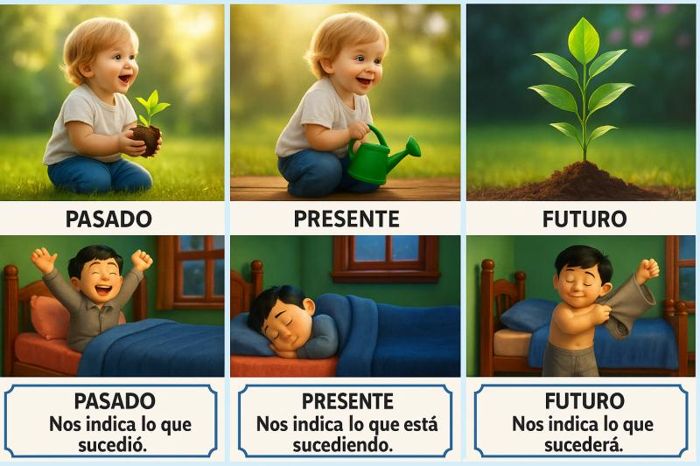 PASADO
PRESENTE
FUTURO
PASADO
Nos indica lo que
sucedió.
PRESENTE
Nos indica lo que está
sucediendo.
FUTURO
Nos indica lo que
sucederá.